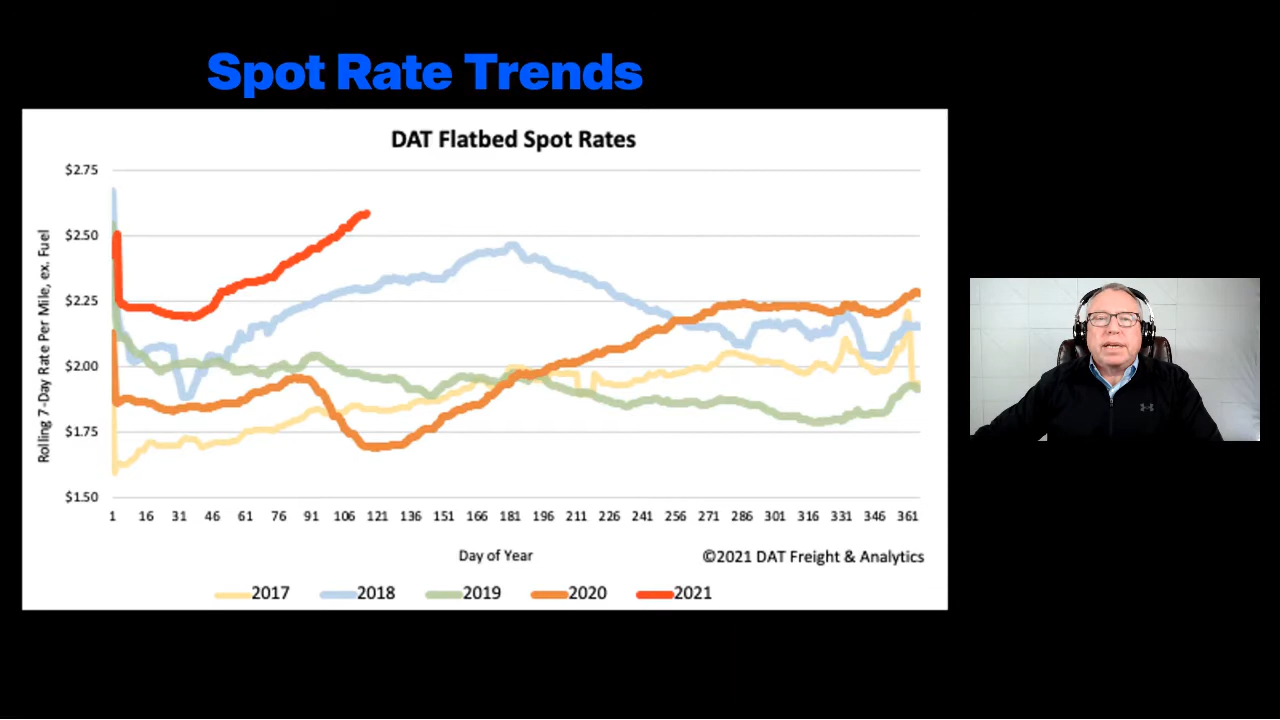 Spot Rate Trends
DAT Flatbed Spot Rates
Rolling 7-Day Rate Per Mile, ex. Fuel
$2.75
$2.50
$2.25
$2.00
$1.75
$1.50
1 16 31 46 61 76 91 106 121 136 151 166 181 196 211 226 241 256 271 286 301 316 331 346 361
Day of Year
©2021 DAT Freight & Analytics
2017 2018 2019 2020 2021